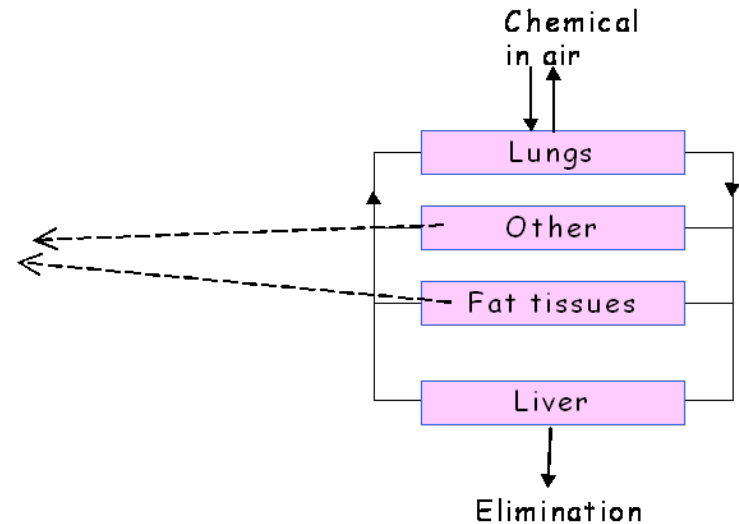 Chemical
in air
Lungs
Other
Fat tissues
Liver
Elimination